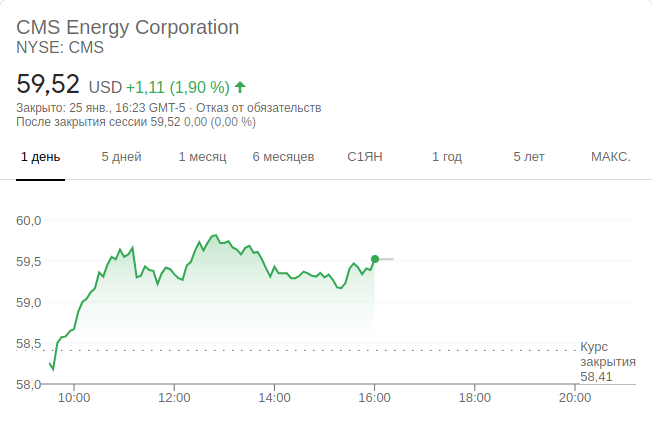 CMS Energy Corporation
NYSE: CMS
59,52 USD +1,11 (1,90 %)
Закрыто: 25 янв., 16:23 GMT-5 · Отказ от обязательств
После закрытия сессии 59,52 0,00 (0,00 %)
1 день 5 дней 1 месяц 6 месяцев С1ЯН 1 год 5 лет МАКС.
60,0
59,5
59,0
58,5
58,0
Курс
закрытия
58,41
10:00 12:00 14:00 16:00 18:00 20:00